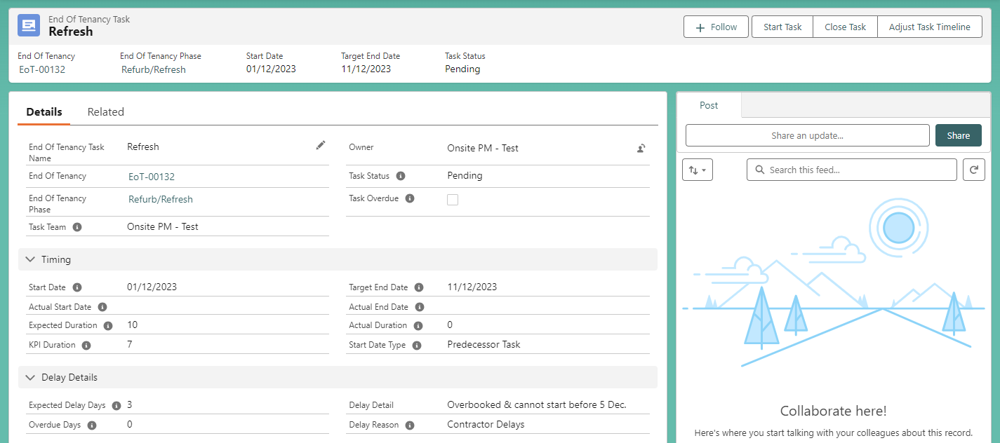 End Of Tenancy Task
Refresh
Follow
Start Task
Close Task
Adjust Task Timeline
End Of Tenancy
End Of Tenancy Phase
Start Date
Target End Date
Task Status
EoT-00132
Refurb/Refresh
01/12/2023
11/12/2023
Pending
Details
Related
End Of Tenancy Task
Name
Refresh
Owner
Onsite PM - Test
End Of Tenancy
EoT-00132
Task Status
Pending
End Of Tenancy
Phase
Refurb/Refresh
Task Overdue
Task Team
Onsite PM - Test
Timing
Start Date
01/12/2023
Target End Date
11/12/2023
Actual Start Date
Actual End Date
Expected Duration
10
Actual Duration
0
KPI Duration
7
Start Date Type
Predecessor Task
Delay Details
Expected Delay Days
3
Delay Detail
Overbooked & cannot start before 5 Dec.
Overdue Days
0
Delay Reason
Contractor Delays
Post
Share an update...
Share
Search this feed...
Collaborate here!
Here's where you start talking with your colleagues about this record.